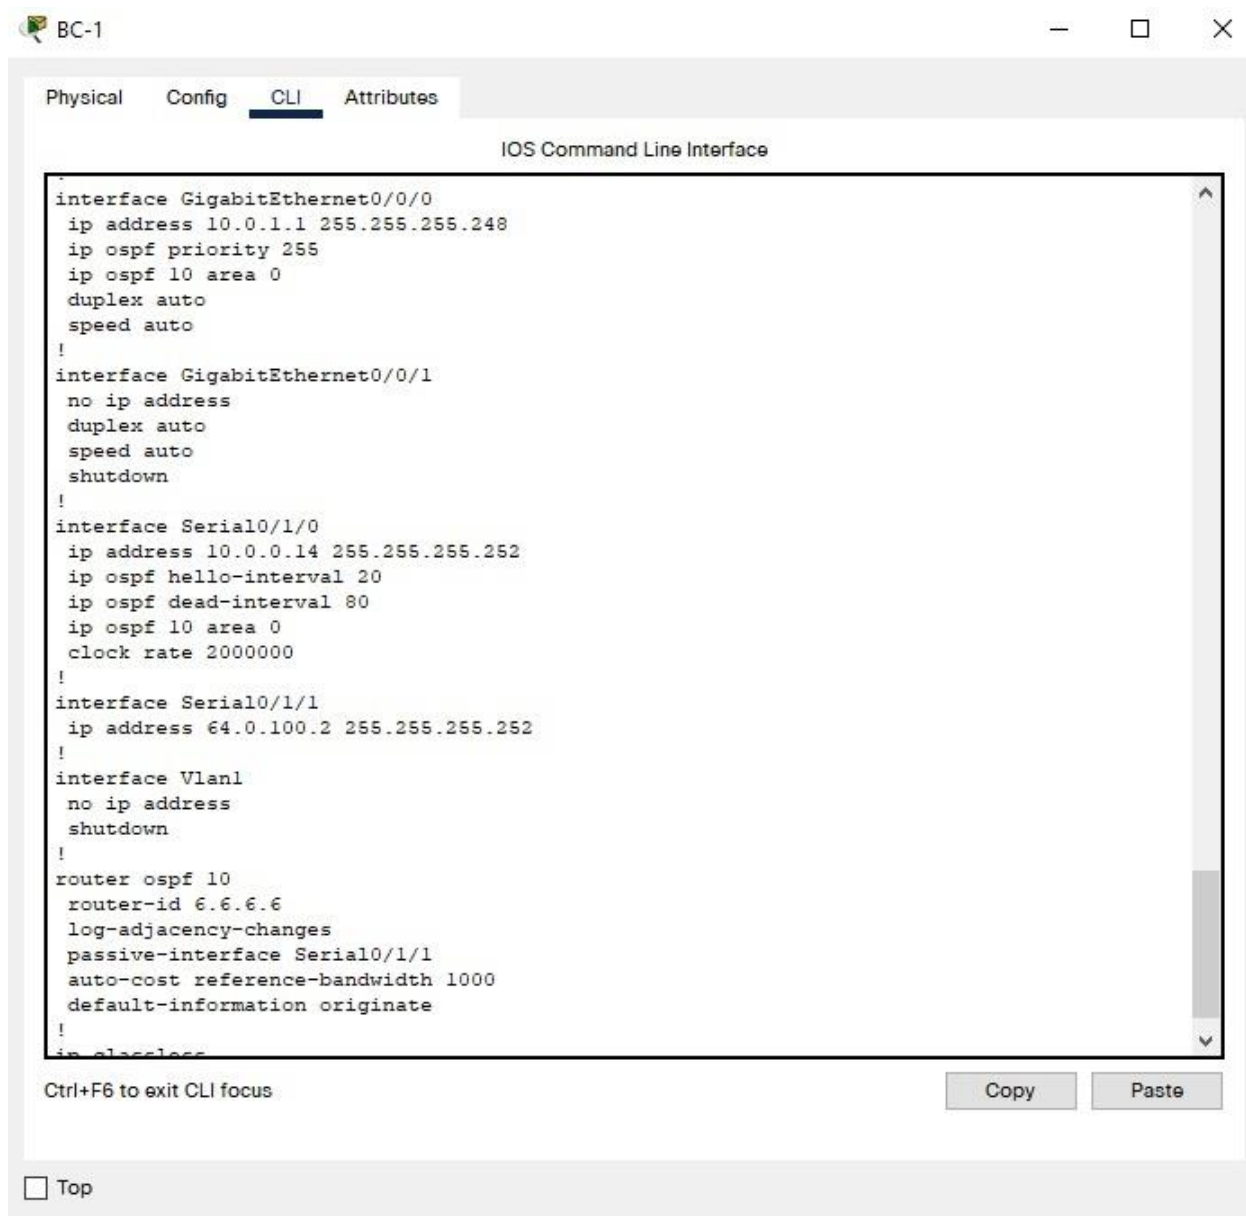 BC-1
Physical Config CLI Attributes
IOS Command Line Interface
!
interface GigabitEthernet0/0/0
 ip address 10.0.1.1 255.255.255.248
 ip ospf priority 255
 ip ospf 10 area 0
 duplex auto
 speed auto
!
interface GigabitEthernet0/0/1
 no ip address
 duplex auto
 speed auto
 shutdown
!
interface Serial0/1/0
 ip address 10.0.0.14 255.255.255.252
 ip ospf hello-interval 20
 ip ospf dead-interval 80
 ip ospf 10 area 0
 clock rate 2000000
!
interface Serial0/1/1
 ip address 64.0.100.2 255.255.255.252
!
interface Vlan1
 no ip address
 shutdown
!
router ospf 10
 router-id 6.6.6.6
 log-adjacency-changes
 passive-interface Serial0/1/1
 auto-cost reference-bandwidth 1000
 default-information originate
!
ip classless
Ctrl+F6 to exit CLI focus
Copy Paste
Top